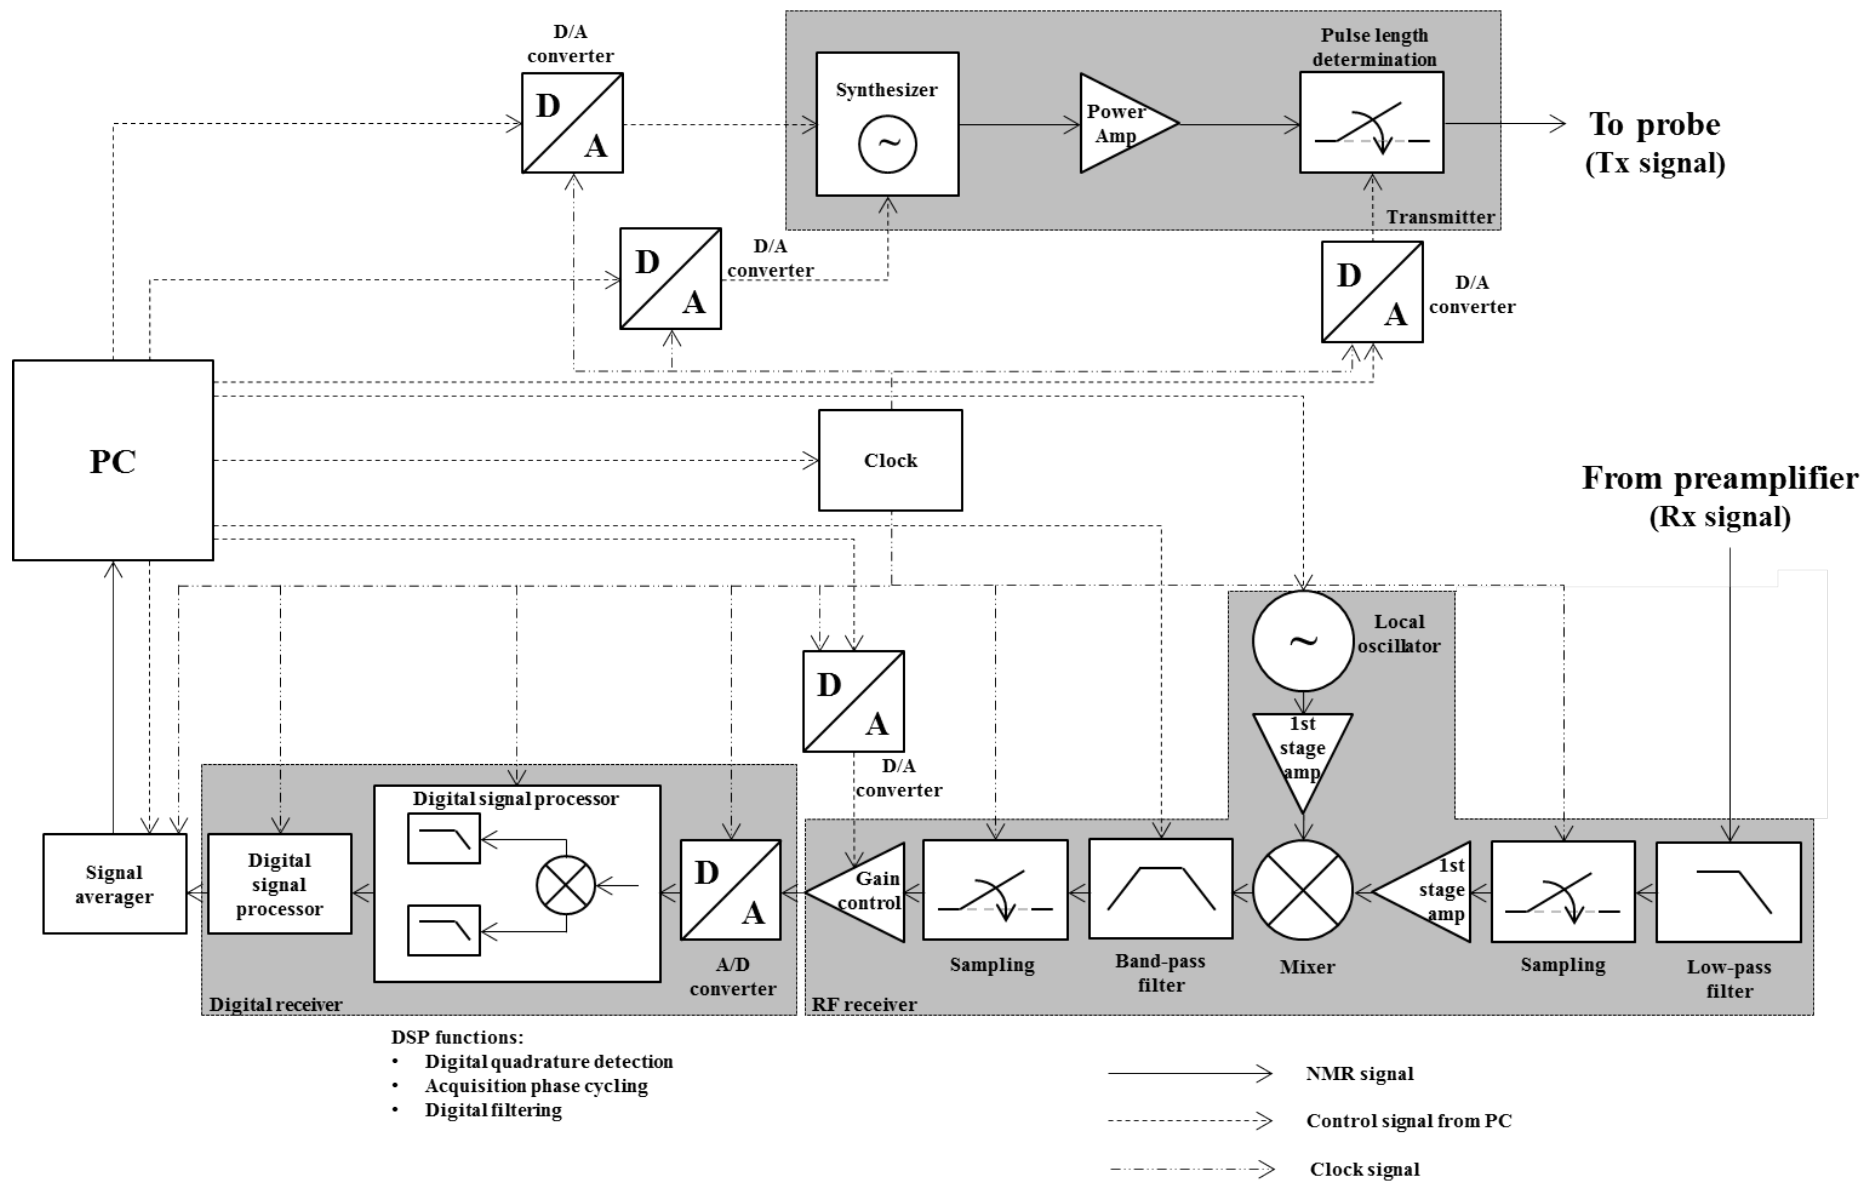 D/A
converter
D
A
Synthesizer
~
Power
Amp
Pulse length
determination
To probe
(Tx signal)
Transmitter
D
A
D/A
converter
D
A
D/A
converter
PC
Clock
From preamplifier
(Rx signal)
~
Local
oscillator
D
A
D/A
converter
1st
stage
amp
Signal
averager
Digital
signal
processor
Digital signal processor
D
A
A/D
converter
Digital receiver
Gain
control
Sampling
Band-pass
filter
Mixer
1st
stage
amp
Sampling
Low-pass
filter
RF receiver
DSP functions:
• Digital quadrature detection
• Acquisition phase cycling
• Digital filtering
NMR signal
Control signal from PC
Clock signal